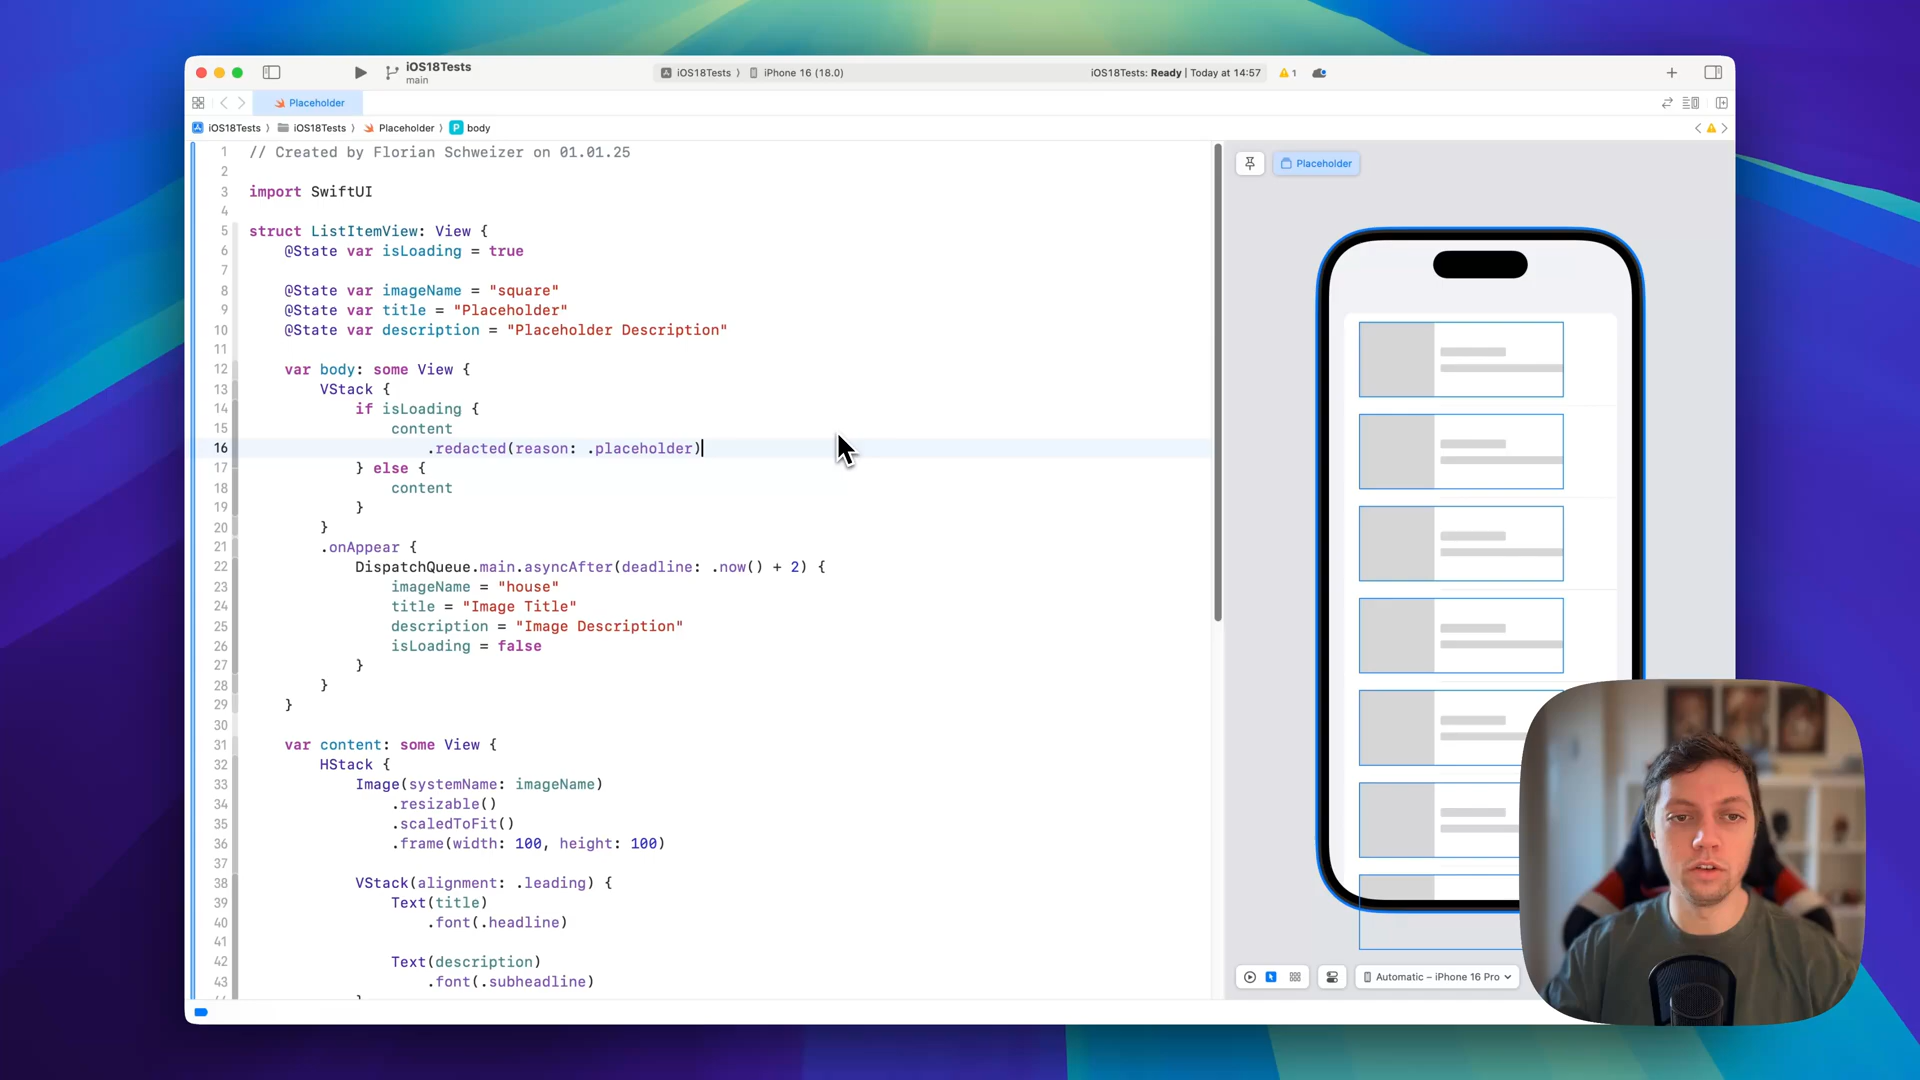 iOS18Tests
main
iOS18Tests 〉 iPhone 16 (18.0)
iOS18Tests: Ready | Today at 14:57
1
Placeholder
iOS18Tests 〉 iOS18Tests 〉 Placeholder 〉 P body
1 // Created by Florian Schweizer on 01.01.25
2
3 import SwiftUI
4
5 struct ListItemView: View {
6 @State var isLoading = true
7
8 @State var imageName = "square"
9 @State var title = "Placeholder"
10 @State var description = "Placeholder Description"
11
12 var body: some View {
13 VStack {
14 if isLoading {
15 content
16 .redacted(reason: .placeholder)
17 } else {
18 content
19 }
20 }
21 .onAppear {
22 DispatchQueue.main.asyncAfter(deadline: .now() + 2) {
23 imageName = "house"
24 title = "Image Title"
25 description = "Image Description"
26 isLoading = false
27 }
28 }
29 }
30
31 var content: some View {
32 HStack {
33 Image(systemName: imageName)
34 .resizable()
35 .scaledToFit()
36 .frame(width: 100, height: 100)
37
38 VStack(alignment: .leading) {
39 Text(title)
40 .font(.headline)
41
42 Text(description)
43 .font(.subheadline)
Placeholder
Automatic – iPhone 16 Pro